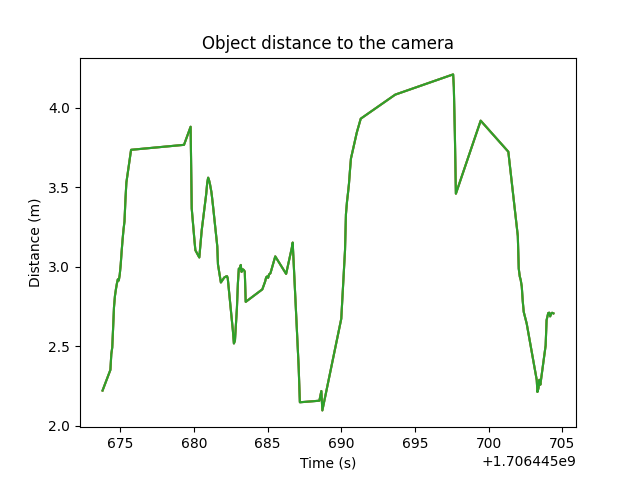 Object distance to the camera
4.0
3.5
3.0
2.5
2.0
Distance (m)
675 680 685 690 695 700 705
Time (s)
+1.706445e9